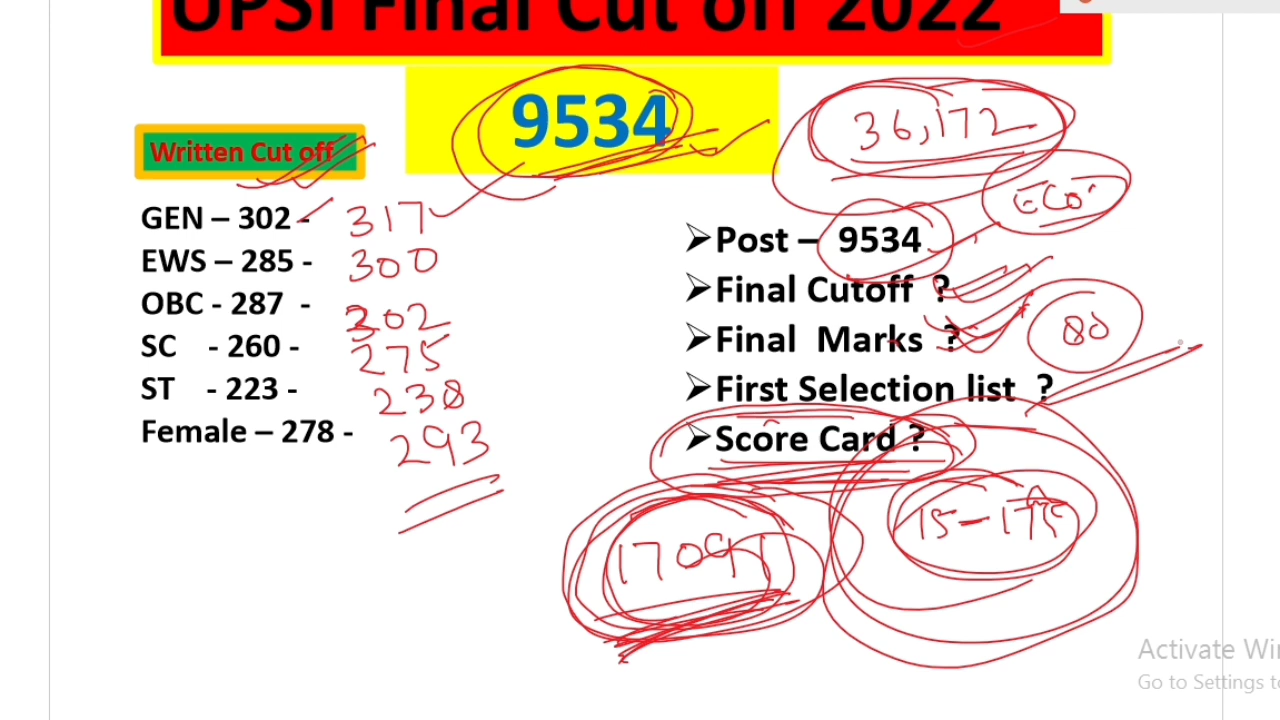 UPSI Final Cut off 2022
9534
36,172
Written Cut off
GEN – 302 - 317
EWS – 285 - 300
OBC - 287 - 302
SC - 260 - 275
ST - 223 - 238
Female – 278 - 293
➢Post – 9534
➢Final Cutoff ?
➢Final Marks ?
80
➢First Selection list ?
➢Score Card ?
Activate Win
Go to Settings to